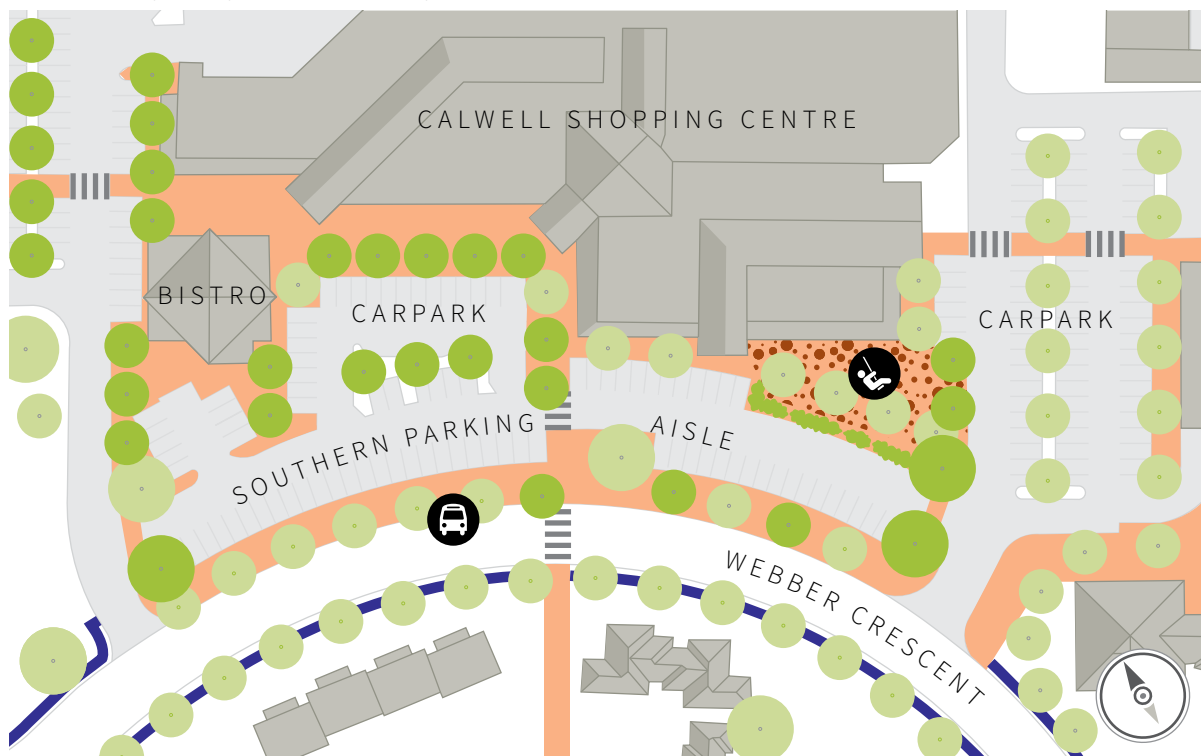 CALWELL SHOPPING CENTRE
BISTRO
CARPARK
CARPARK
SOUTHERN PARKING AISLE
WEBBER CRESCENT